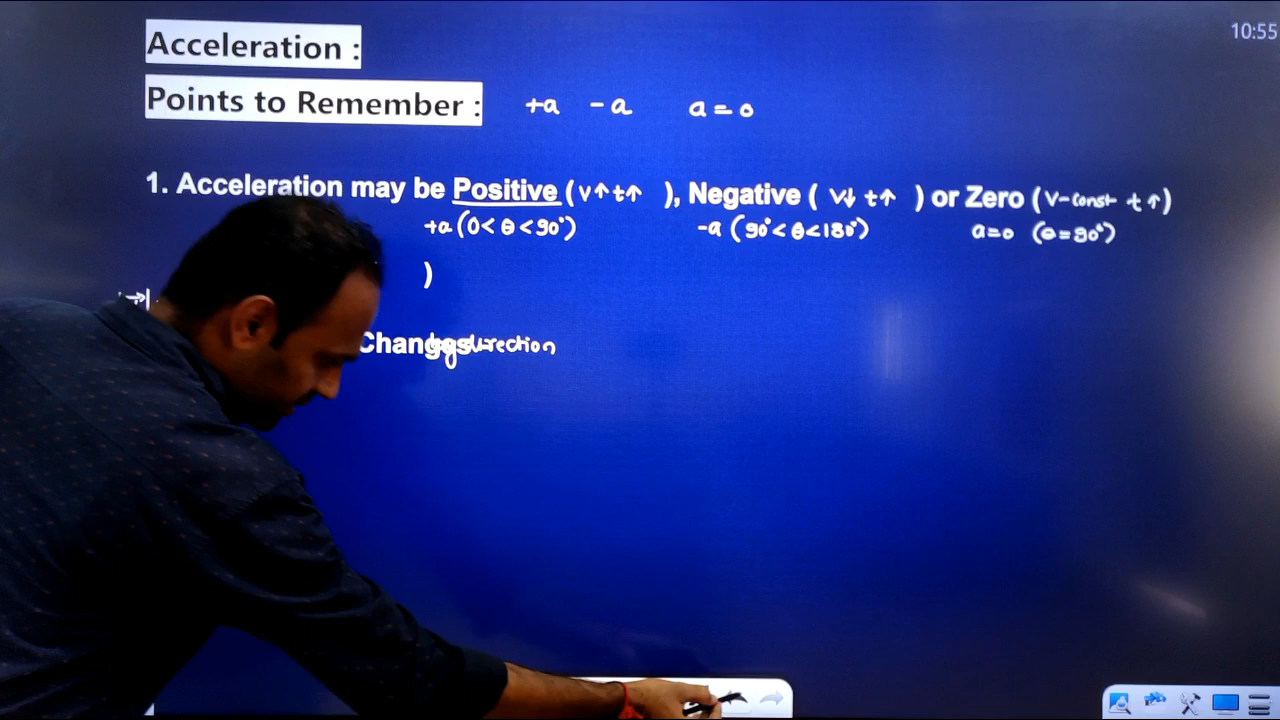 10:55
Acceleration :
Points to Remember : +a -a a = 0
1. Acceleration may be Positive (v↑ t↑ ), Negative ( v↓ t↑ ) or Zero (v-const t↑)
+a (0 < θ < 90°) -a (90° < θ < 180°) a=0 (θ = 90°)
)
Changes by direction